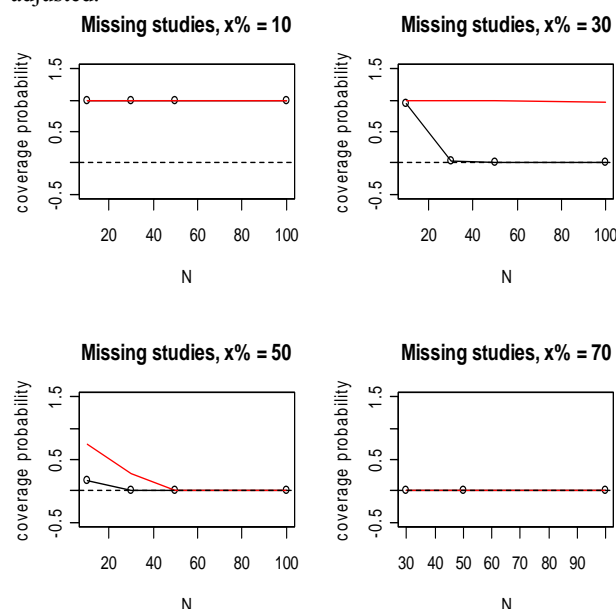 adjusted.
Missing studies, x% = 10
Missing studies, x% = 30
coverage probability
1.5
0.5
-0.5
20 40 60 80 100
N
coverage probability
1.5
0.5
-0.5
20 40 60 80 100
N
Missing studies, x% = 50
Missing studies, x% = 70
coverage probability
1.5
0.5
-0.5
20 40 60 80 100
N
coverage probability
1.5
0.5
-0.5
30 40 50 60 70 80 90
N